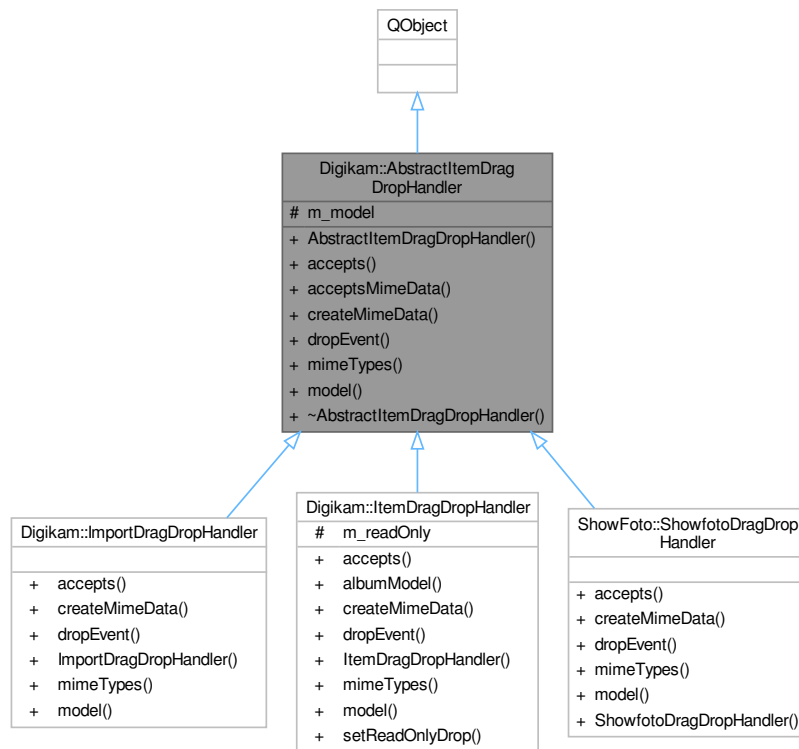 QObject
Digikam::AbstractItemDrag
DropHandler
# m_model
+ AbstractItemDragDropHandler()
+ accepts()
+ acceptsMimeData()
+ createMimeData()
+ dropEvent()
+ mimeTypes()
+ model()
+ ~AbstractItemDragDropHandler()
Digikam::ImportDragDropHandler
+ accepts()
+ createMimeData()
+ dropEvent()
+ ImportDragDropHandler()
+ mimeTypes()
+ model()
Digikam::ItemDragDropHandler
# m_readOnly
+ accepts()
+ albumModel()
+ createMimeData()
+ dropEvent()
+ ItemDragDropHandler()
+ mimeTypes()
+ model()
+ setReadOnlyDrop()
ShowFoto::ShowfotoDragDrop
Handler
+ accepts()
+ createMimeData()
+ dropEvent()
+ mimeTypes()
+ model()
+ ShowfotoDragDropHandler()